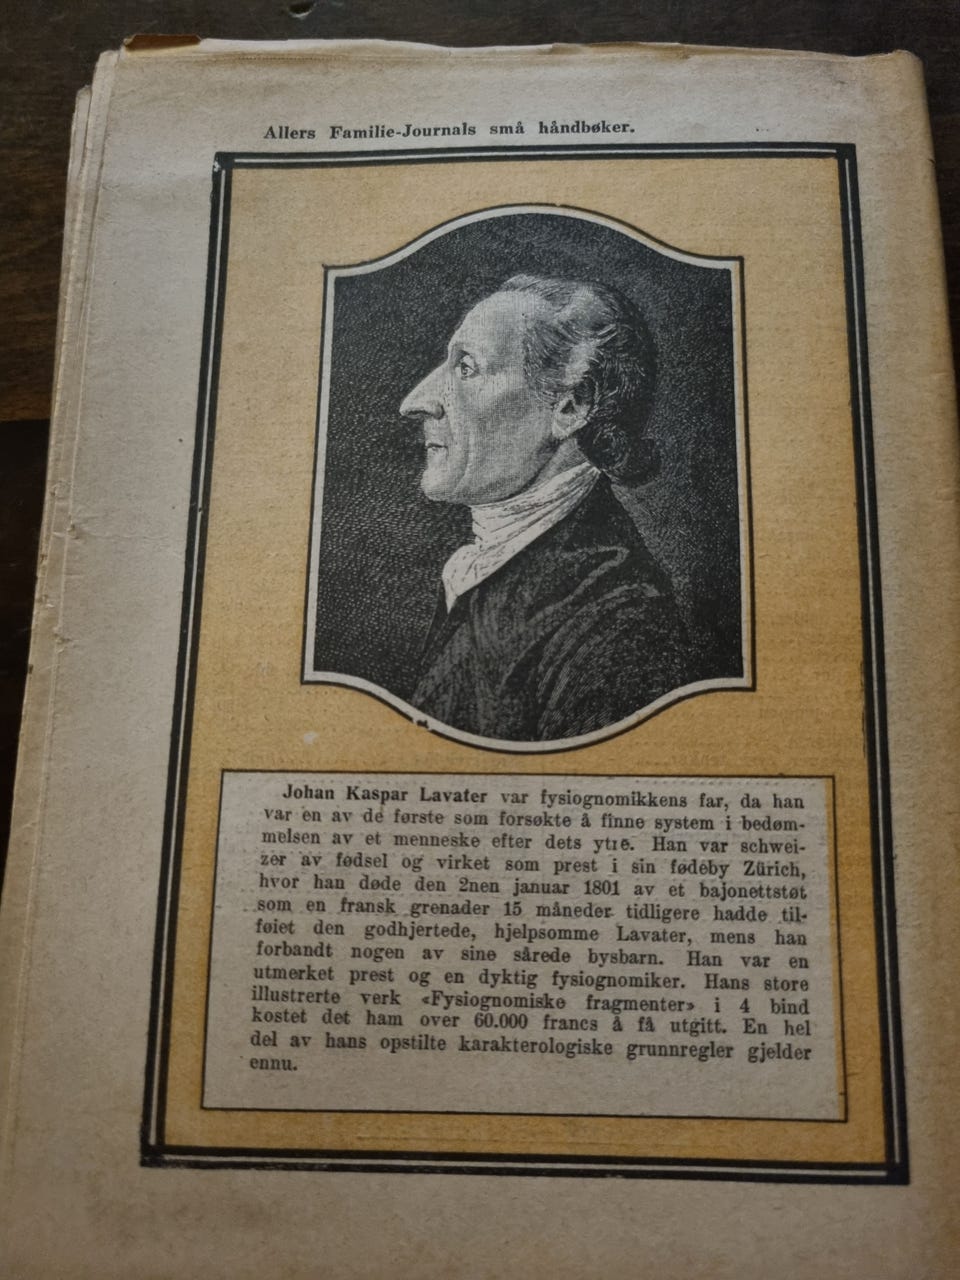 Allers Familie-Journals små håndbøker.
Johan Kaspar Lavater var fysiognomikkens far, da han
var en av de første som forsøkte å finne system i bedøm-
melsen av et menneske efter dets ytre. Han var schwei-
zer av fødsel og virket som prest i sin fødeby Zürich,
hvor han døde den 2nen januar 1801 av et bajonettstøt
som en fransk grenader 15 måneder tidligere hadde til-
føiet den godhjertede, hjelpsomme Lavater, mens han
forbandt nogen av sine sårede bysbarn. Han var en
utmerket prest og en dyktig fysiognomiker. Hans store
illustrerte verk «Fysiognomiske fragmenter» i 4 bind
kostet det ham over 60.000 francs å få utgitt. En hel
del av hans opstilte karakterologiske grunnregler gjelder
ennu.